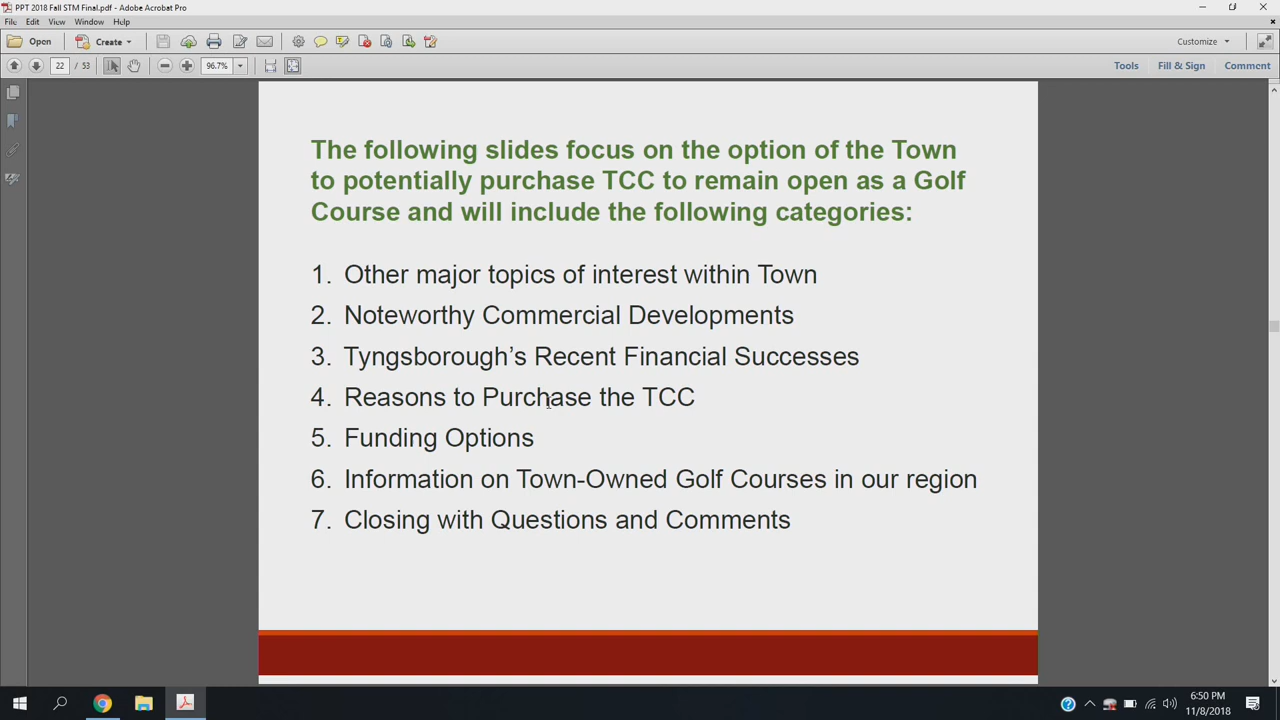 PPT 2018 Fall STM Final.pdf - Adobe Acrobat Pro
File Edit View Window Help
Open Create Customize
22 / 53 96.7% Tools Fill & Sign Comment
The following slides focus on the option of the Town
to potentially purchase TCC to remain open as a Golf
Course and will include the following categories:
1. Other major topics of interest within Town
2. Noteworthy Commercial Developments
3. Tyngsborough's Recent Financial Successes
4. Reasons to Purchase the TCC
5. Funding Options
6. Information on Town-Owned Golf Courses in our region
7. Closing with Questions and Comments
6:50 PM
11/8/2018